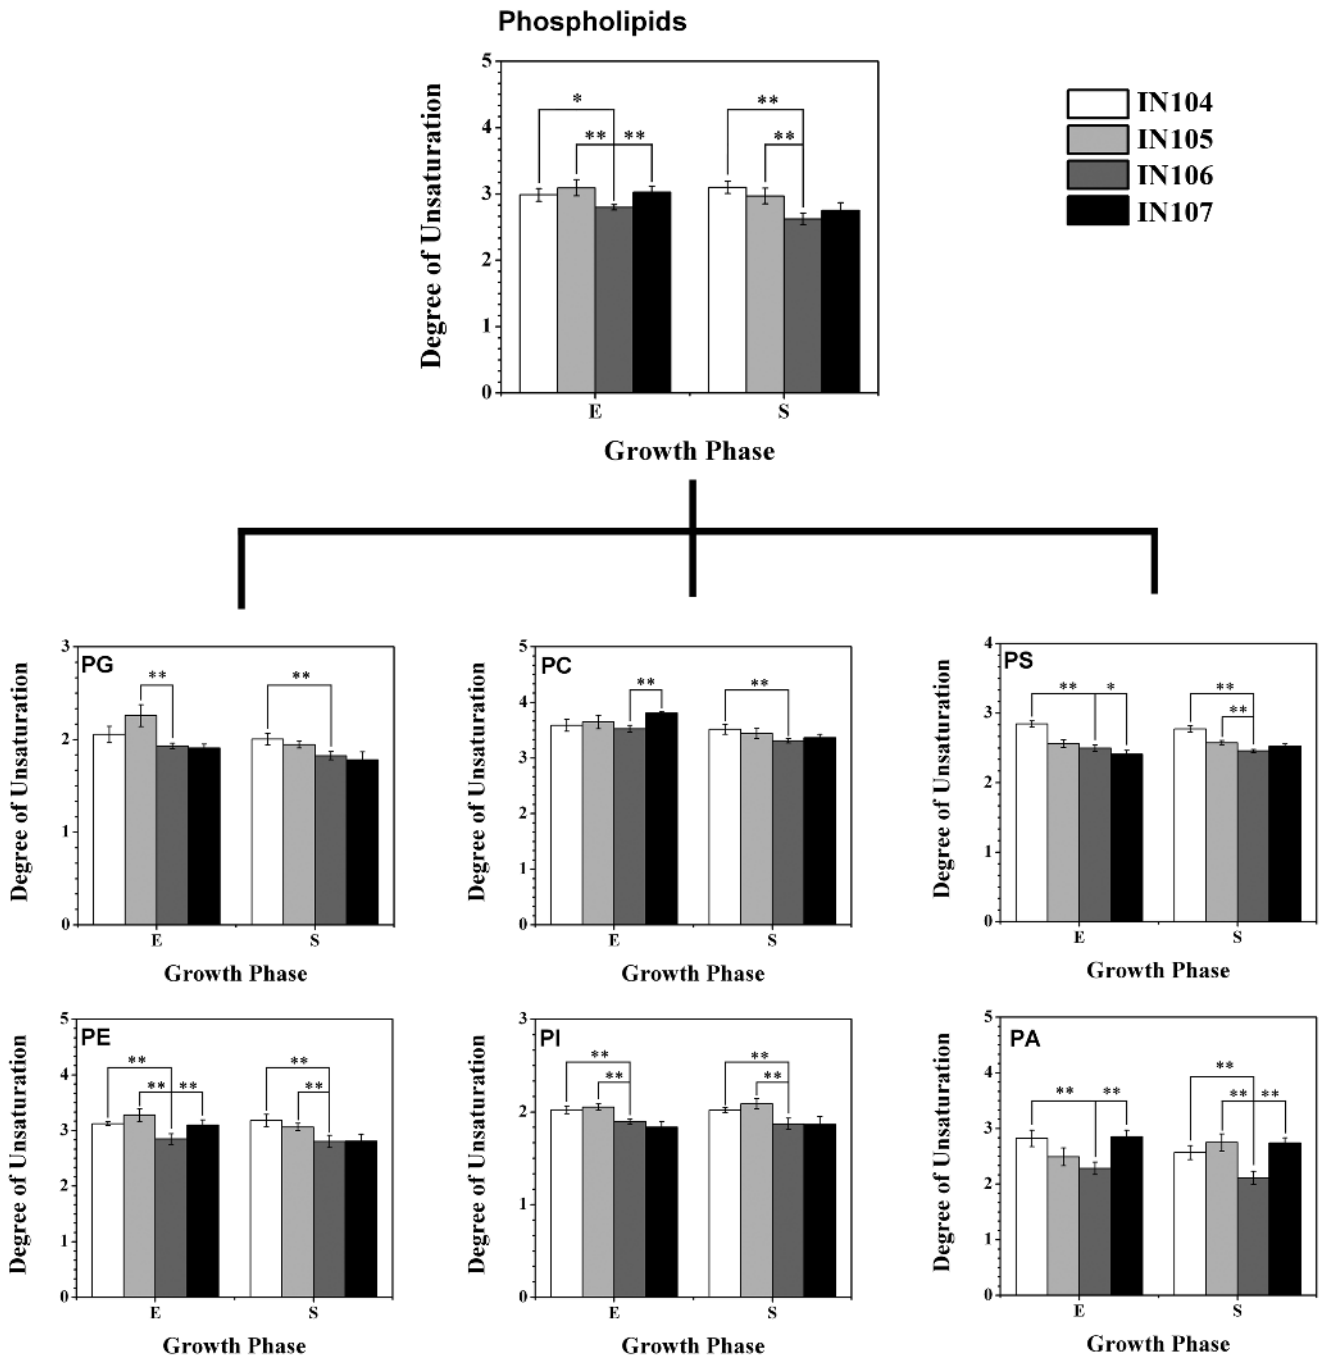 Phospholipids
5
4
3
2
1
0
Degree of Unsaturation
* ** ** ** **
E S
Growth Phase
IN104
IN105
IN106
IN107
PG
3
2
1
0
Degree of Unsaturation
** **
E S
Growth Phase
PC
5
4
3
2
1
0
Degree of Unsaturation
** **
E S
Growth Phase
PS
4
3
2
1
0
Degree of Unsaturation
** * ** **
E S
Growth Phase
PE
5
4
3
2
1
0
Degree of Unsaturation
** ** ** ** **
E S
Growth Phase
PI
3
2
1
0
Degree of Unsaturation
** ** ** **
E S
Growth Phase
PA
5
4
3
2
1
0
Degree of Unsaturation
** ** ** ** **
E S
Growth Phase